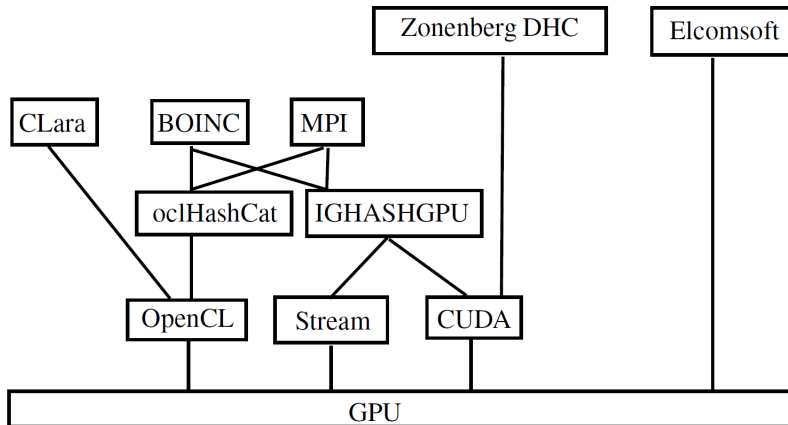 Zonenberg DHC
Elcomsoft
CLara
BOINC
MPI
oclHashCat
IGHASHGPU
OpenCL
Stream
CUDA
GPU